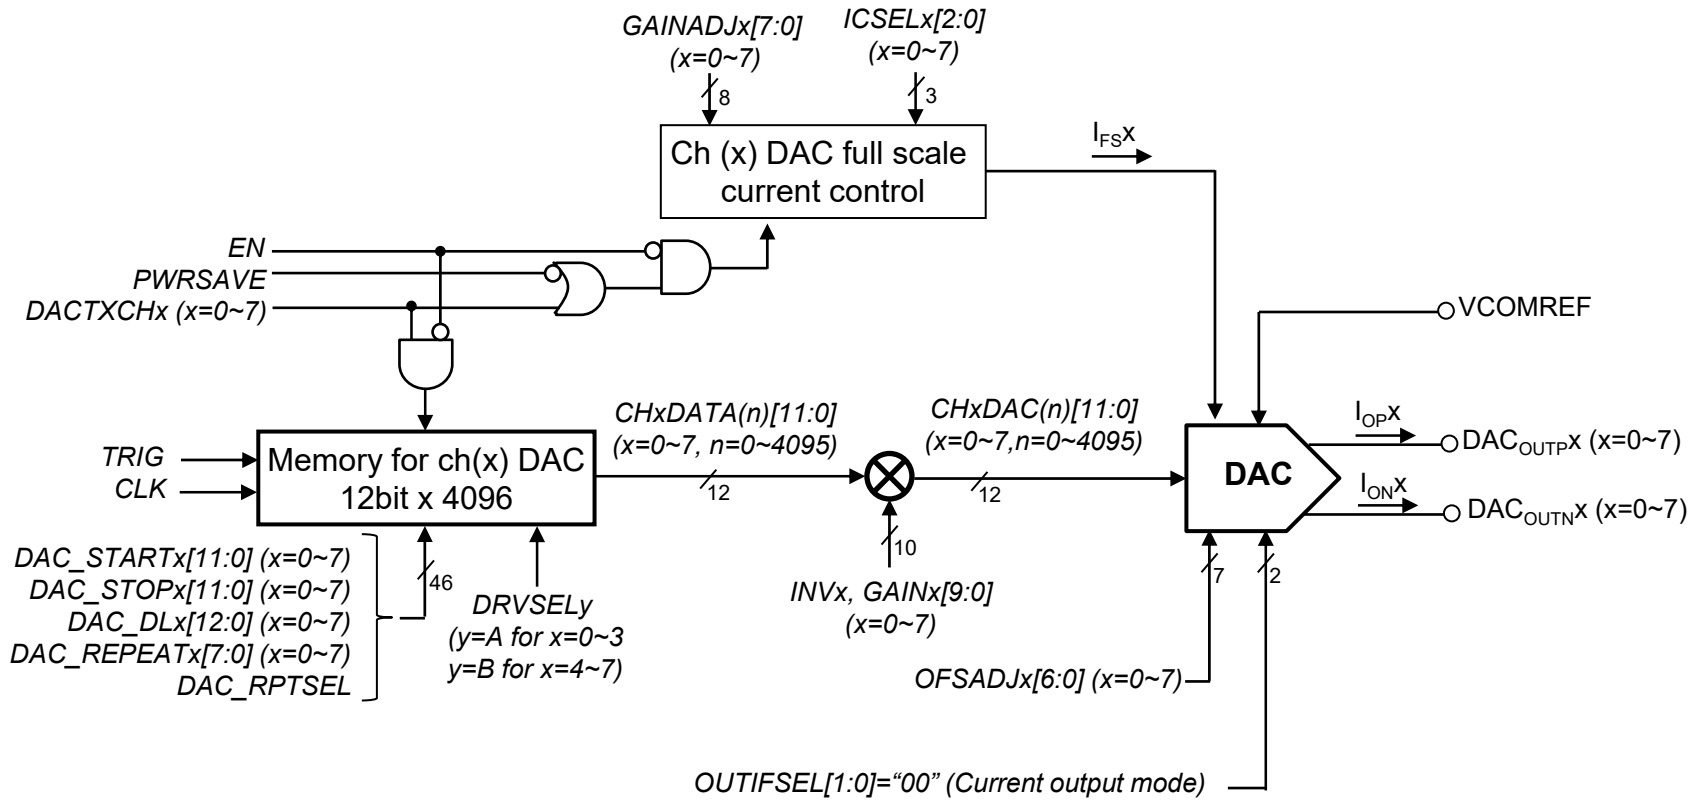 GAINADJx[7:0]
(x=0~7)
8
ICSELx[2:0]
(x=0~7)
3
Ch (x) DAC full scale
current control
IFSx
EN
PWRSAVE
DACTXCHx (x=0~7)
VCOMREF
TRIG
CLK
Memory for ch(x) DAC
12bit x 4096
CHxDATA(n)[11:0]
(x=0~7, n=0~4095)
12
CHxDAC(n)[11:0]
(x=0~7,n=0~4095)
12
DAC
IOPx
DACOUTPx (x=0~7)
IONx
DACOUTNx (x=0~7)
DAC_STARTx[11:0] (x=0~7)
DAC_STOPx[11:0] (x=0~7)
DAC_DLx[12:0] (x=0~7)
DAC_REPEATx[7:0] (x=0~7)
DAC_RPTSEL
46
DRVSELy
(y=A for x=0~3
y=B for x=4~7)
10
INVx, GAINx[9:0]
(x=0~7)
7
2
OFSADJx[6:0] (x=0~7)
OUTIFSEL[1:0]=“00” (Current output mode)